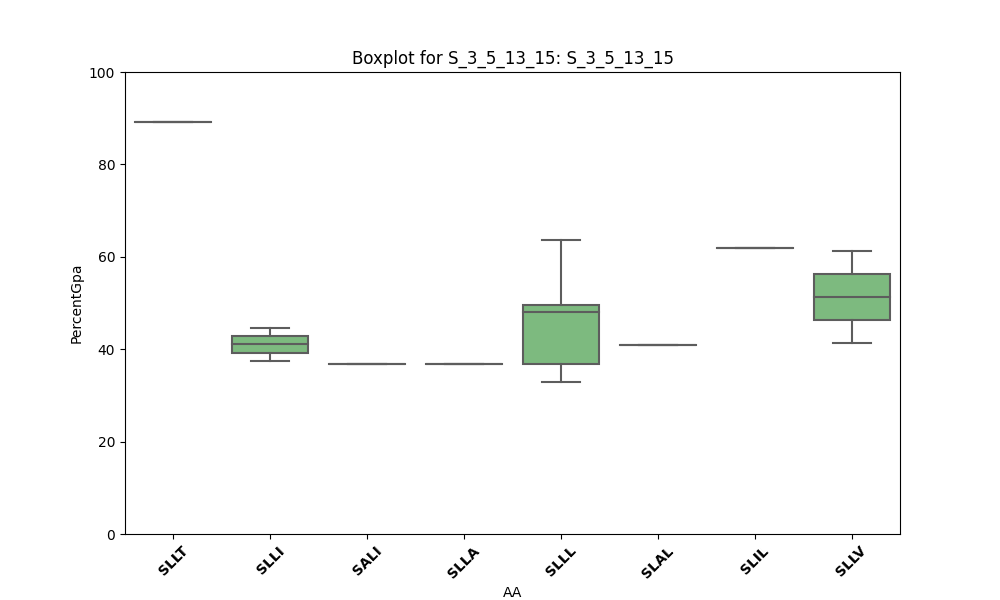 Boxplot for S_3_5_13_15: S_3_5_13_15
100
80
60
40
20
0
PercentGpa
SLLT
SLLI
SALI
SLLA
SLLL
SLAL
SLIL
SLLV
AA